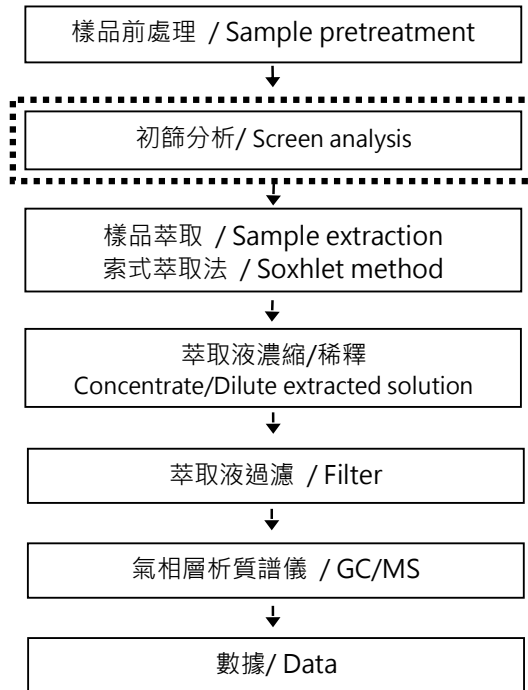 樣品前處理 / Sample pretreatment
初篩分析/ Screen analysis
樣品萃取 / Sample extraction
索式萃取法 / Soxhlet method
萃取液濃縮/稀釋
Concentrate/Dilute extracted solution
萃取液過濾 / Filter
氣相層析質譜儀 / GC/MS
數據/ Data